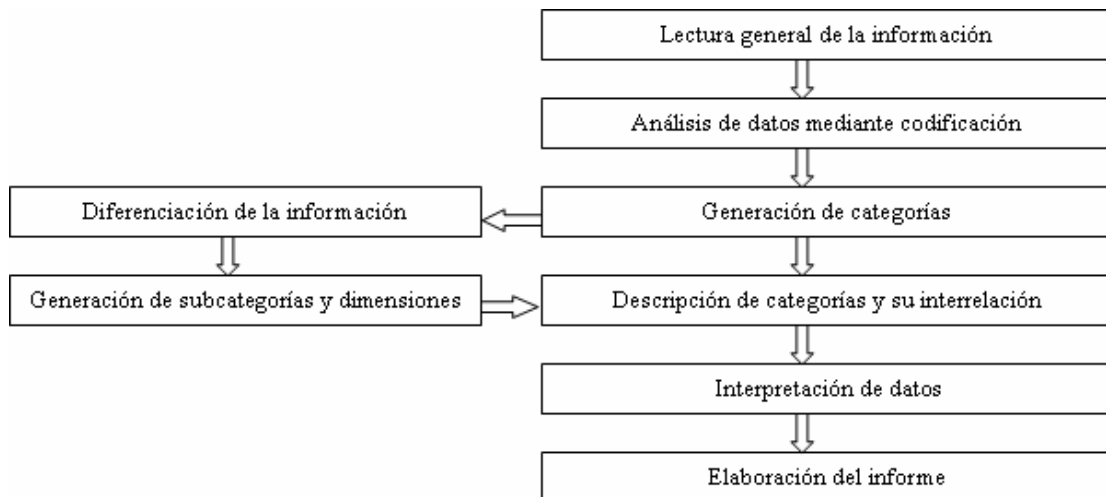 Lectura general de la información
Análisis de datos mediante codificación
Generación de categorías
Diferenciación de la información
Generación de subcategorías y dimensiones
Descripción de categorías y su interrelación
Interpretación de datos
Elaboración del informe